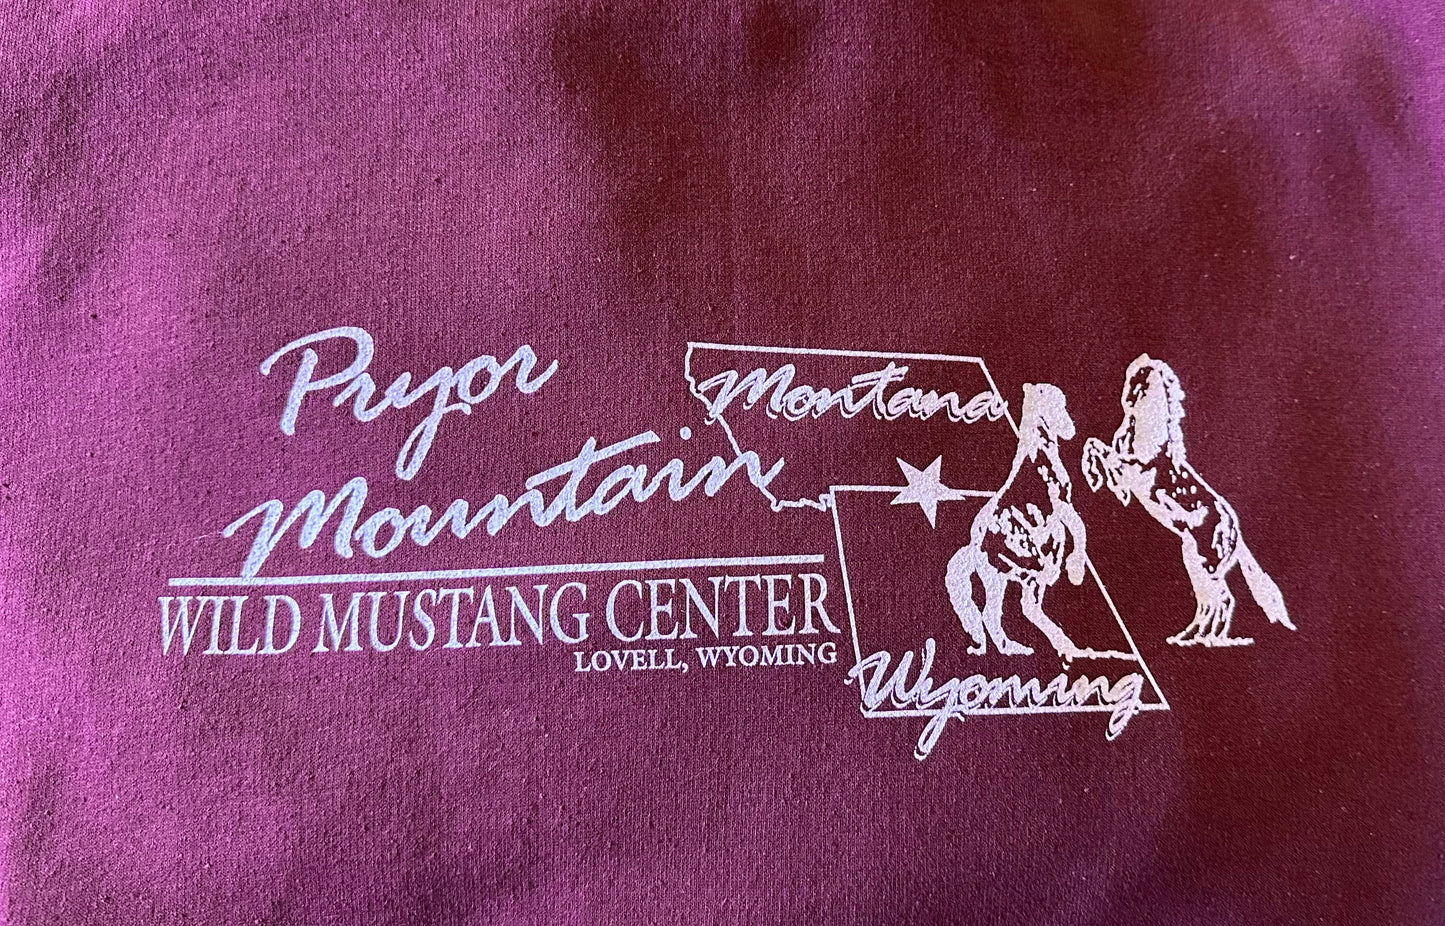 Pryor
Mountain
WILD MUSTANG CENTER
LOVELL, WYOMING
Montana
Wyoming